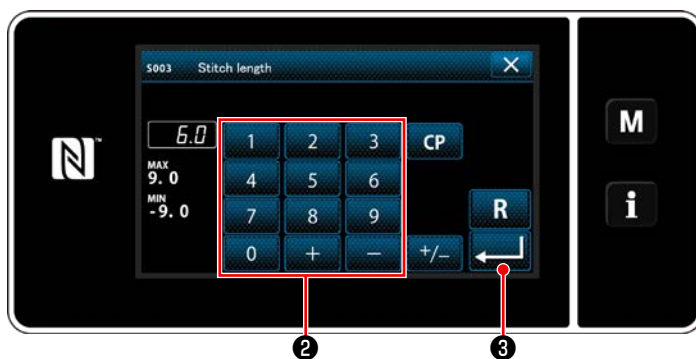 S003 Stitch length ×
6.0
MAX
9.0
MIN
-9.0
1 2 3 CP
4 5 6
7 8 9 R
0 + − +/−
M
i
N™
❷ ❸